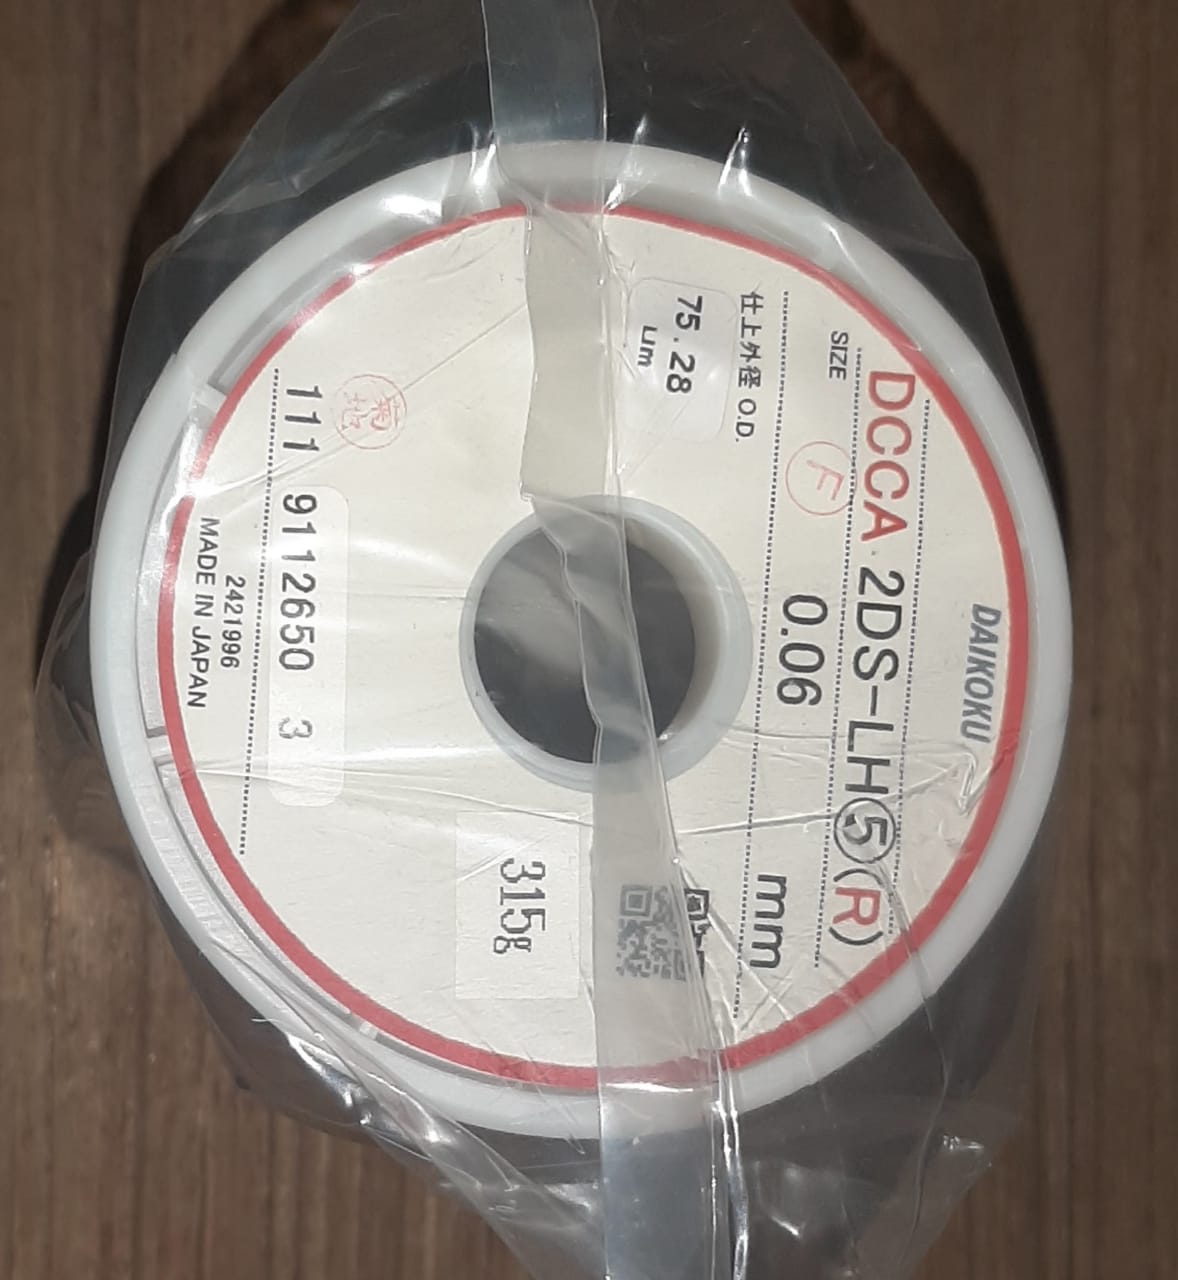 DAIKOKU
DCCA 2DS-LH⑤(R)
SIZE 0.06 mm
F
仕上外径 O.D.
75.28
μm
315g
111 9112650 3
2421996
MADE IN JAPAN